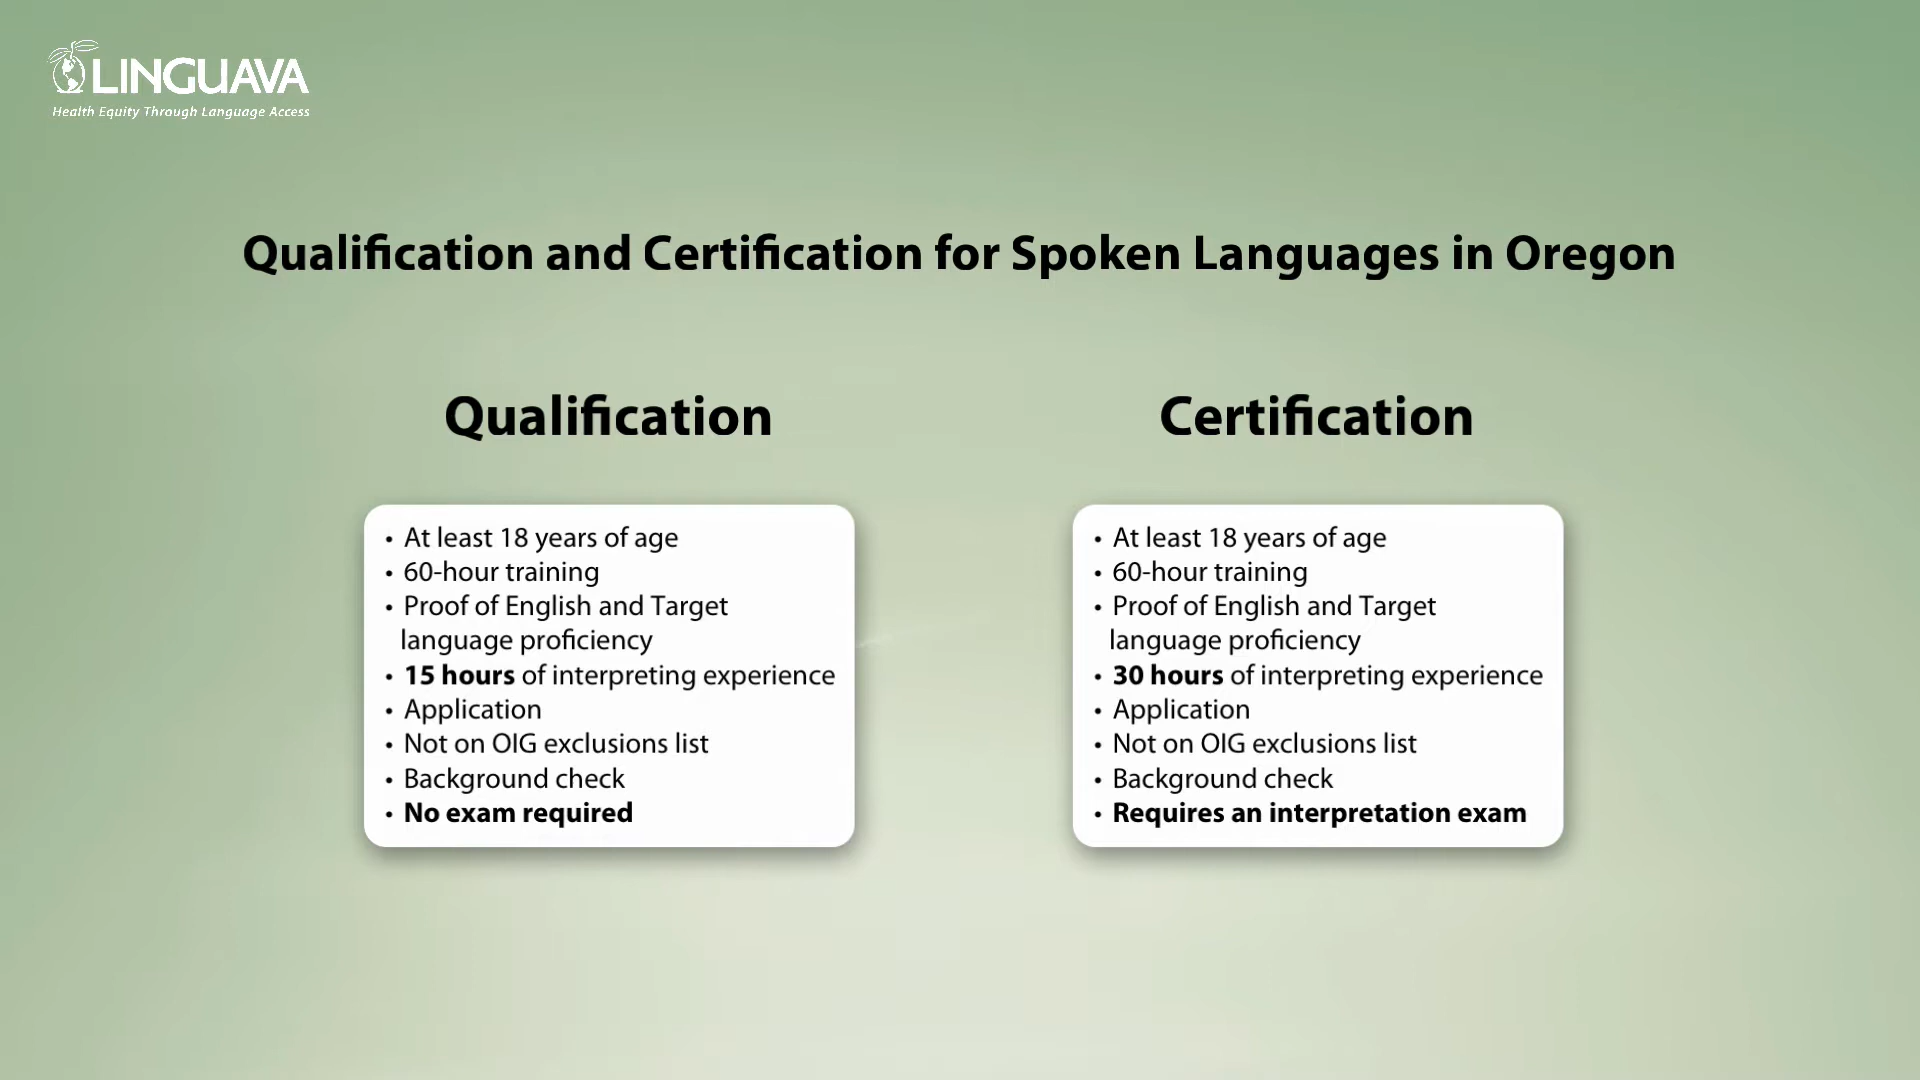 LINGUAVA
Health Equity Through Language Access
Qualification and Certification for Spoken Languages in Oregon
Qualification
• At least 18 years of age
• 60-hour training
• Proof of English and Target
language proficiency
• 15 hours of interpreting experience
• Application
• Not on OIG exclusions list
• Background check
• No exam required
Certification
• At least 18 years of age
• 60-hour training
• Proof of English and Target
language proficiency
• 30 hours of interpreting experience
• Application
• Not on OIG exclusions list
• Background check
• Requires an interpretation exam